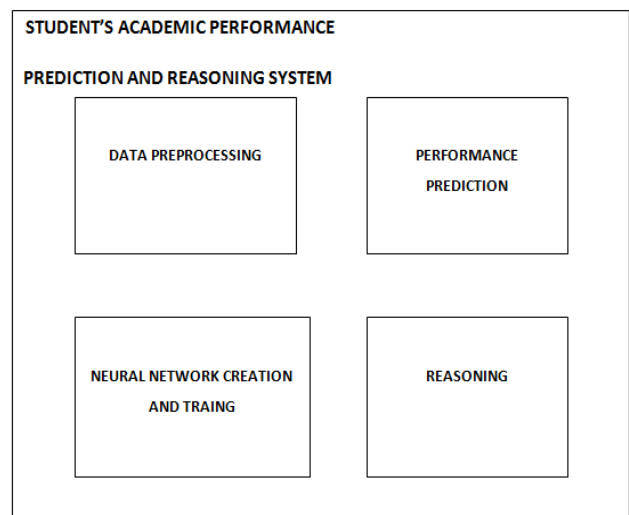 STUDENT'S ACADEMIC PERFORMANCE
PREDICTION AND REASONING SYSTEM
DATA PREPROCESSING
PERFORMANCE
PREDICTION
NEURAL NETWORK CREATION
AND TRAING
REASONING